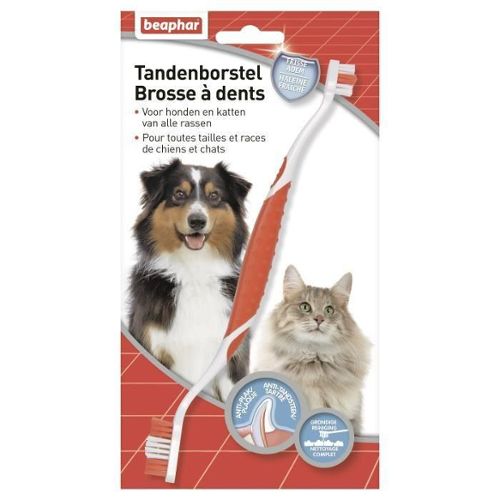 beaphar
Tandenborstel
Brosse à dents
• Voor honden en katten
van alle rassen
• Pour toutes tailles et races
de chiens et chats
FRISSE
ADEM
HALEINE
FRAÎCHE
ANTI-PLAK/
PLAQUE
ANTI-TANDSTEEN/
TARTRE
GRONDIGE
REINIGING
NETTOYAGE
COMPLET